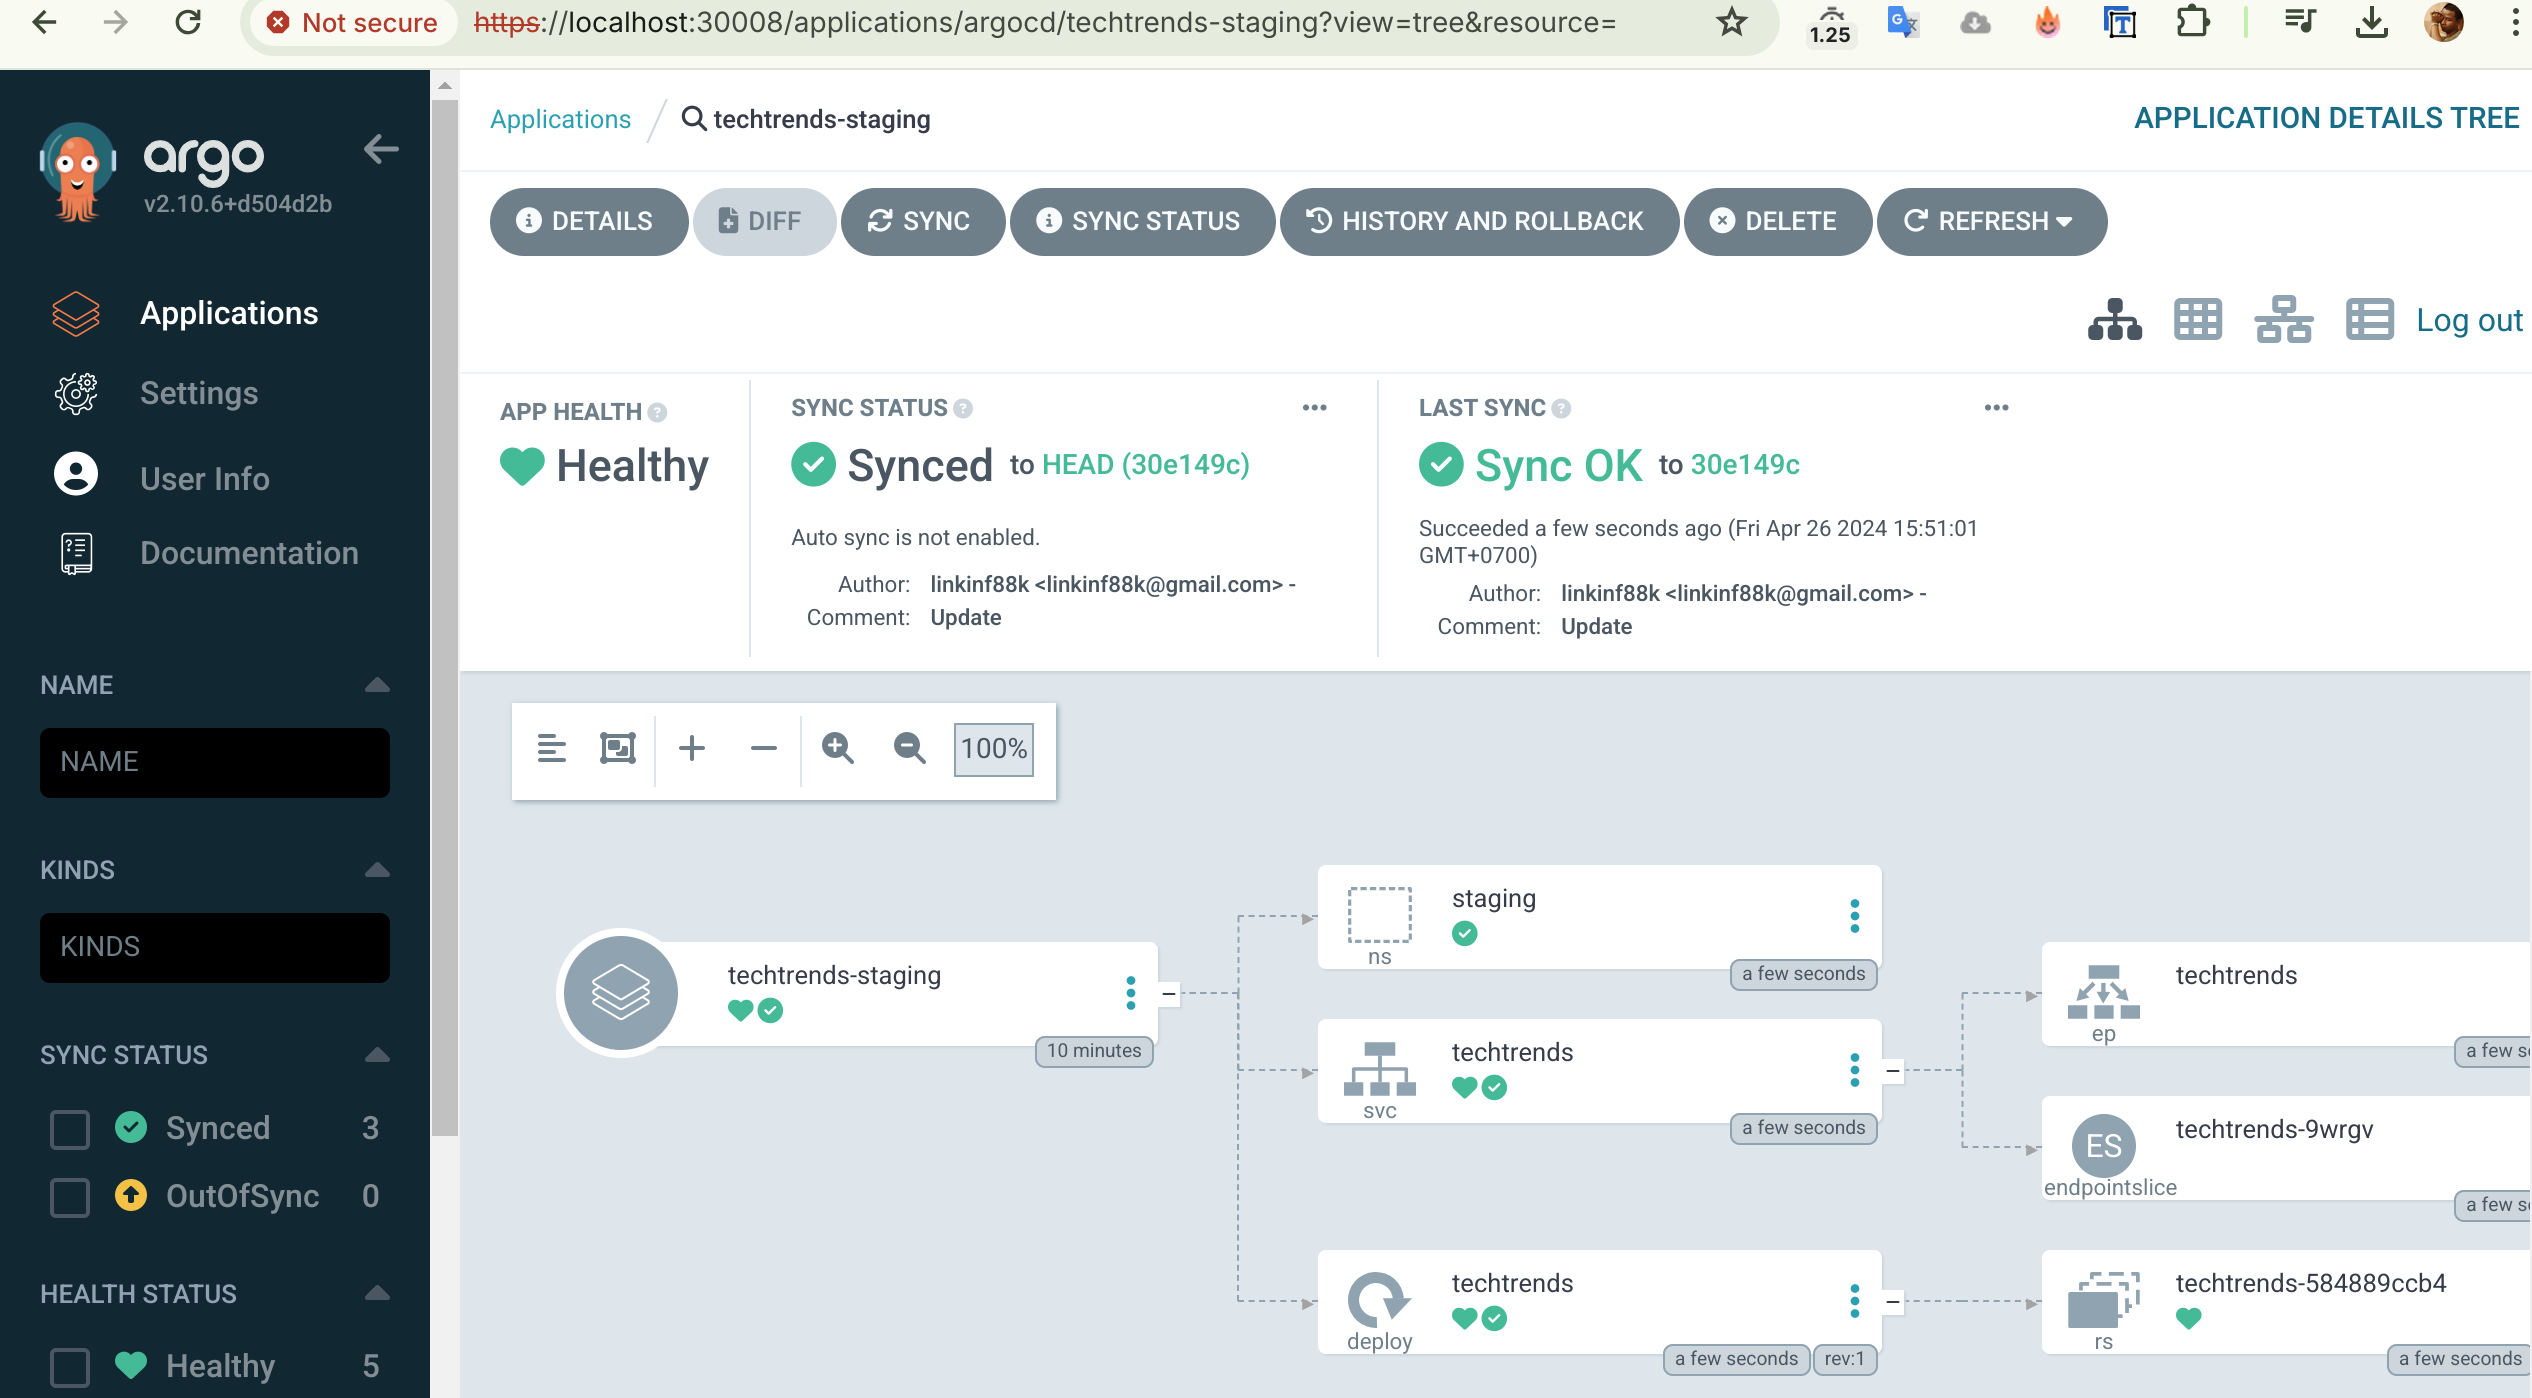 Not secure https://localhost:30008/applications/argocd/techtrends-staging?view=tree&resource= 1.25
argo
v2.10.6+d504d2b
Applications
Settings
User Info
Documentation
NAME
NAME
KINDS
KINDS
SYNC STATUS
Synced 3
OutOfSync 0
HEALTH STATUS
Healthy 5
Applications / techtrends-staging
APPLICATION DETAILS TREE
DETAILS DIFF SYNC SYNC STATUS HISTORY AND ROLLBACK DELETE REFRESH
Log out
APP HEALTH
Healthy
SYNC STATUS
Synced to HEAD (30e149c)
Auto sync is not enabled.
Author: linkinf88k <linkinf88k@gmail.com> -
Comment: Update
LAST SYNC
Sync OK to 30e149c
Succeeded a few seconds ago (Fri Apr 26 2024 15:51:01
GMT+0700)
Author: linkinf88k <linkinf88k@gmail.com> -
Comment: Update
100%
techtrends-staging
10 minutes
staging
ns
a few seconds
techtrends
svc
a few seconds
techtrends
deploy
a few seconds rev:1
techtrends
ep
a few s
ES
techtrends-9wrgv
endpointslice
a few s
techtrends-584889ccb4
rs
a few seconds